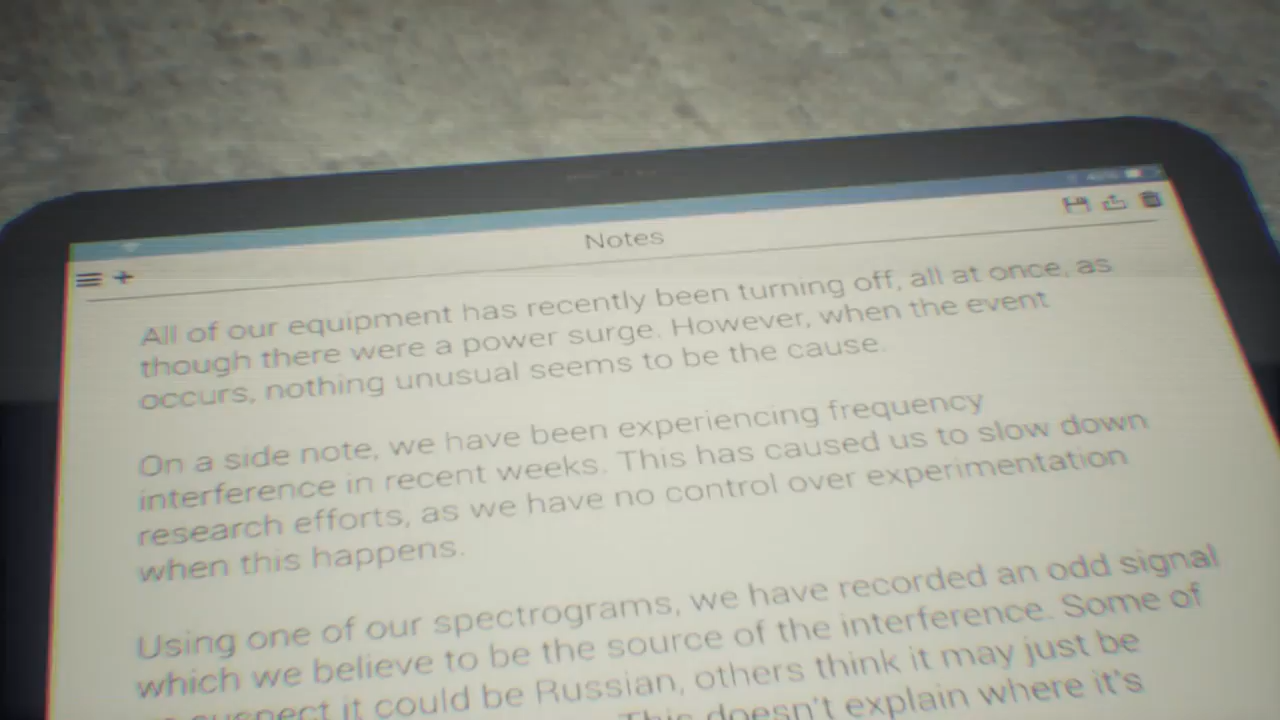 Notes
All of our equipment has recently been turning off, all at once, as
though there were a power surge. However, when the event
occurs, nothing unusual seems to be the cause.
On a side note, we have been experiencing frequency
interference in recent weeks. This has caused us to slow down
research efforts, as we have no control over experimentation
when this happens.
Using one of our spectrograms, we have recorded an odd signal
which we believe to be the source of the interference. Some of
suspect it could be Russian, others think it may just be
This doesn't explain where it's